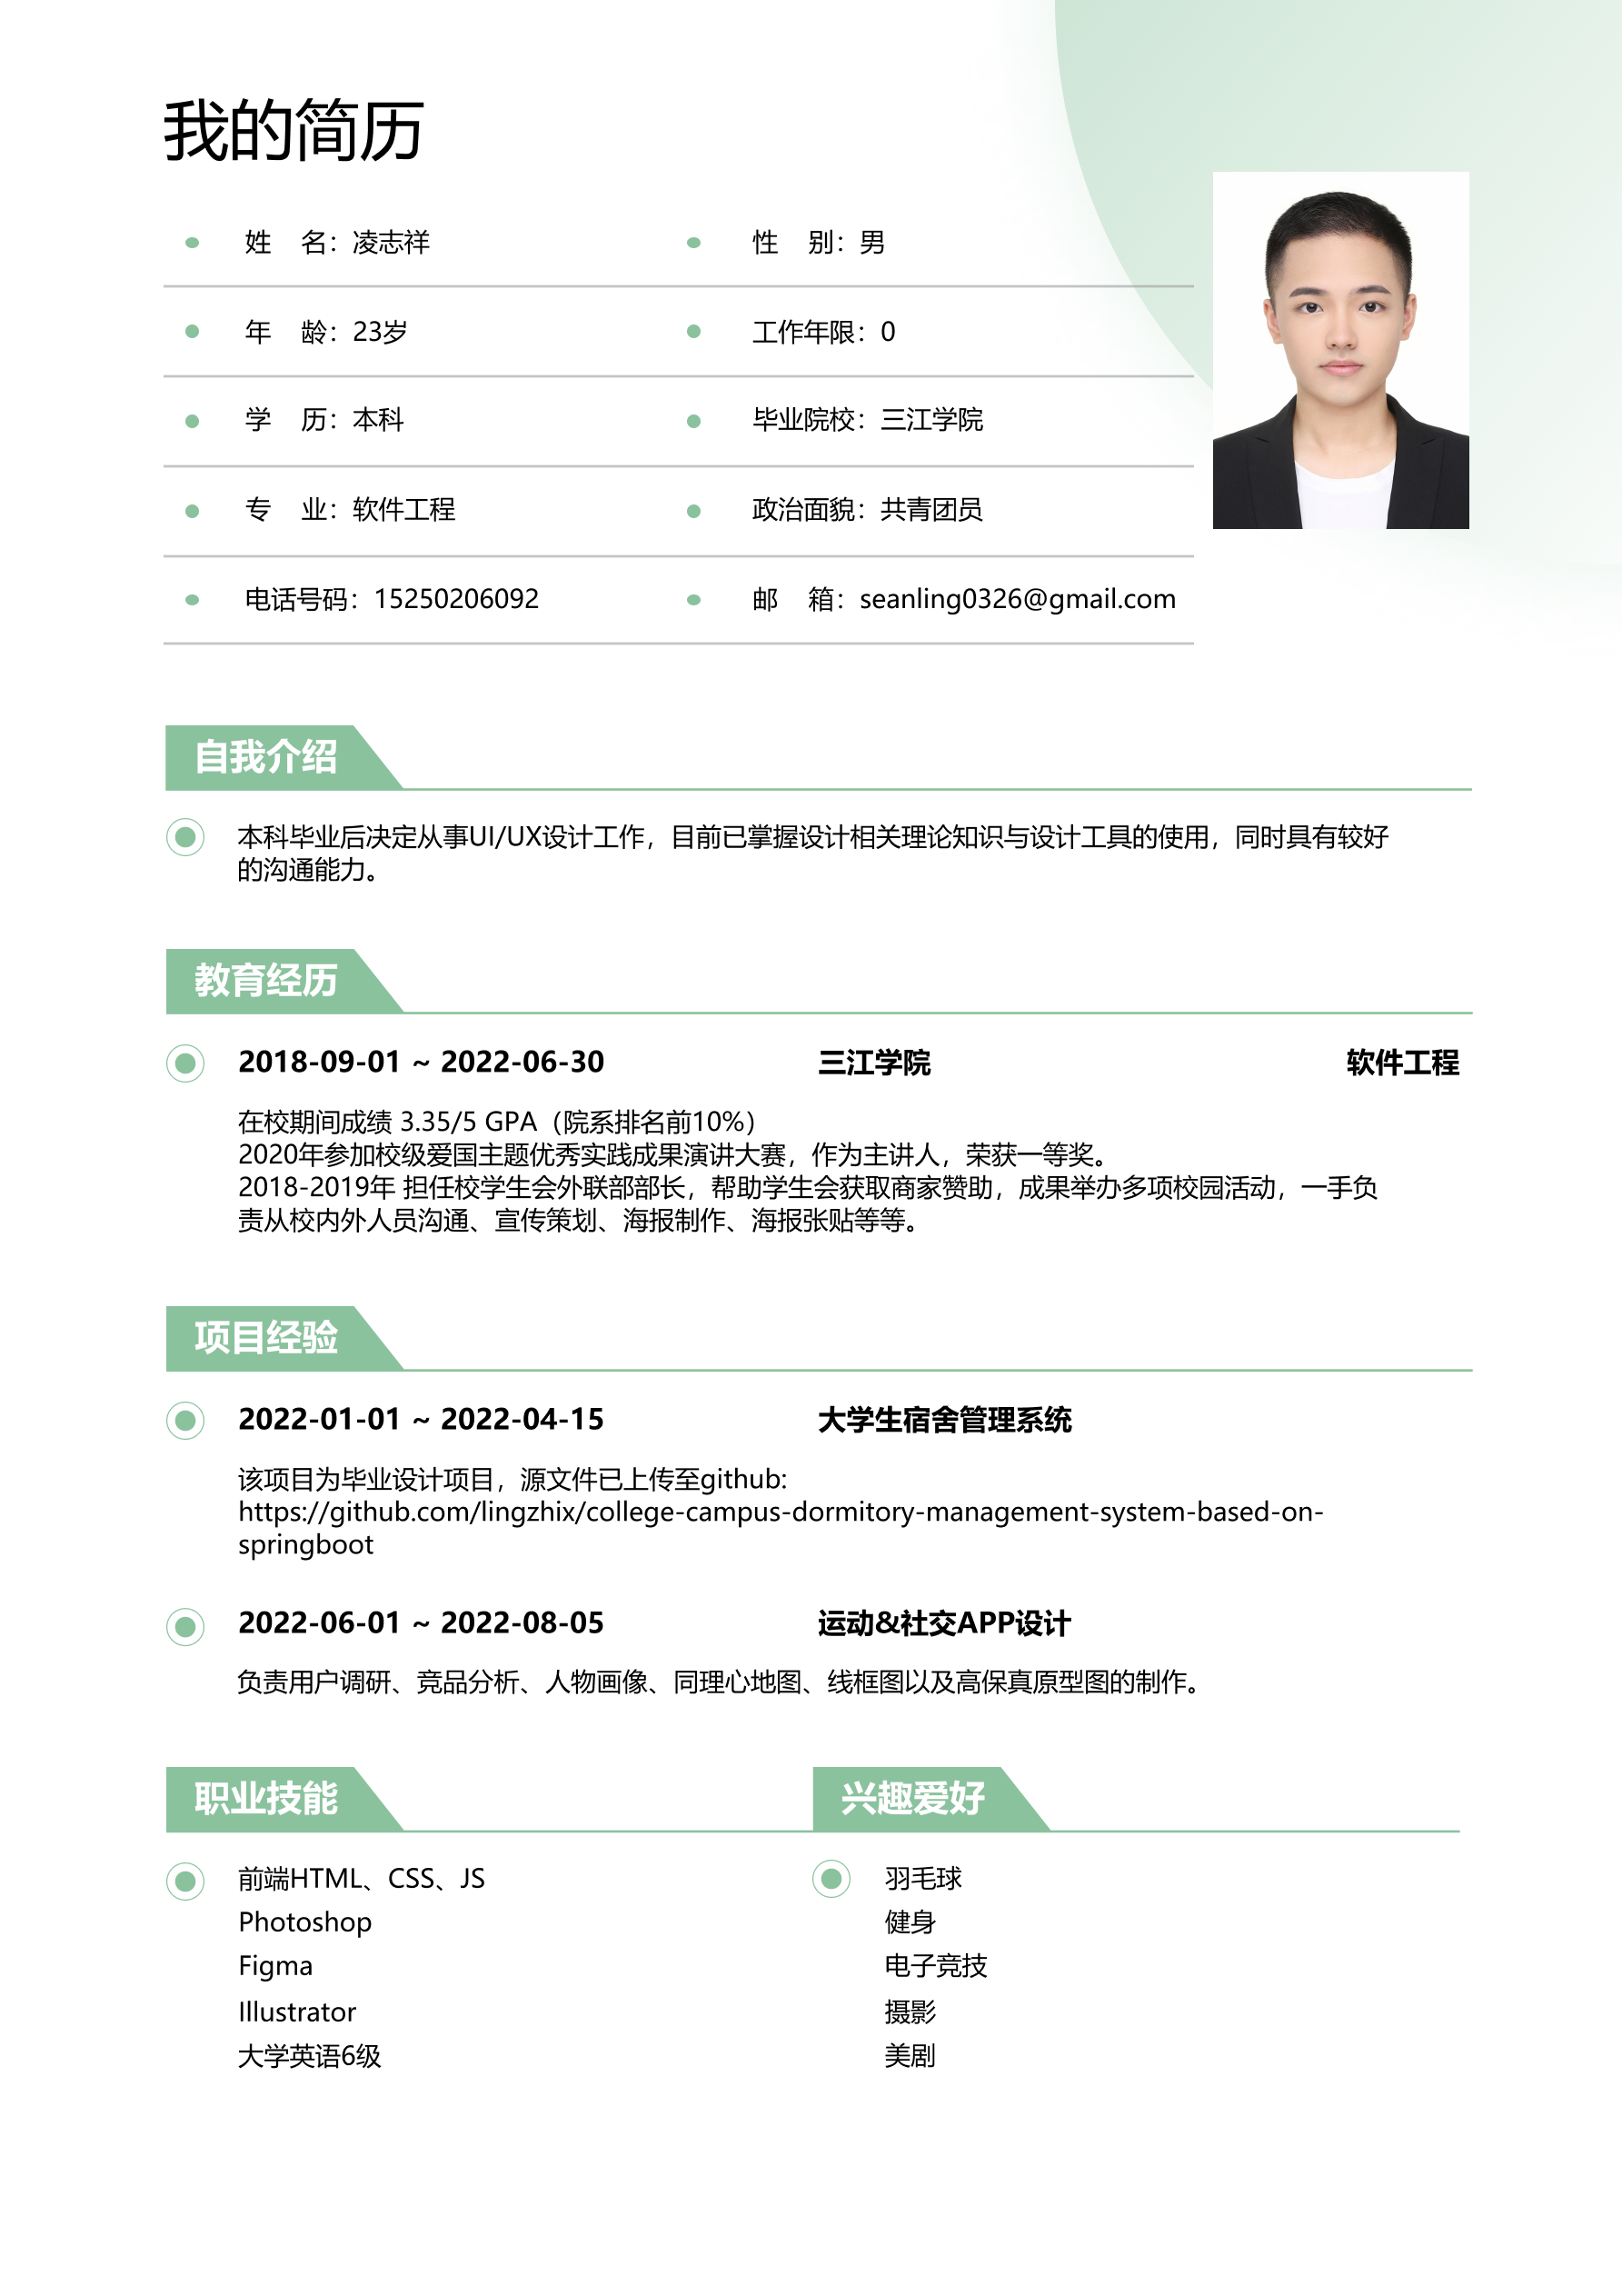 我的简历
姓 名：凌志祥
性 别：男
年 龄：23岁
工作年限：0
学 历：本科
毕业院校：三江学院
专 业：软件工程
政治面貌：共青团员
电话号码：15250206092
邮 箱：seanling0326@gmail.com
自我介绍
本科毕业后决定从事UI/UX设计工作，目前已掌握设计相关理论知识与设计工具的使用，同时具有较好
的沟通能力。
教育经历
2018-09-01 ~ 2022-06-30 三江学院 软件工程
在校期间成绩 3.35/5 GPA（院系排名前10%）
2020年参加校级爱国主题优秀实践成果演讲大赛，作为主讲人，荣获一等奖。
2018-2019年 担任校学生会外联部部长，帮助学生会获取商家赞助，成果举办多项校园活动，一手负
责从校内外人员沟通、宣传策划、海报制作、海报张贴等等。
项目经验
2022-01-01 ~ 2022-04-15 大学生宿舍管理系统
该项目为毕业设计项目，源文件已上传至github:
https://github.com/lingzhix/college-campus-dormitory-management-system-based-on-
springboot
2022-06-01 ~ 2022-08-05 运动&社交APP设计
负责用户调研、竞品分析、人物画像、同理心地图、线框图以及高保真原型图的制作。
职业技能
前端HTML、CSS、JS
Photoshop
Figma
Illustrator
大学英语6级
兴趣爱好
羽毛球
健身
电子竞技
摄影
美剧